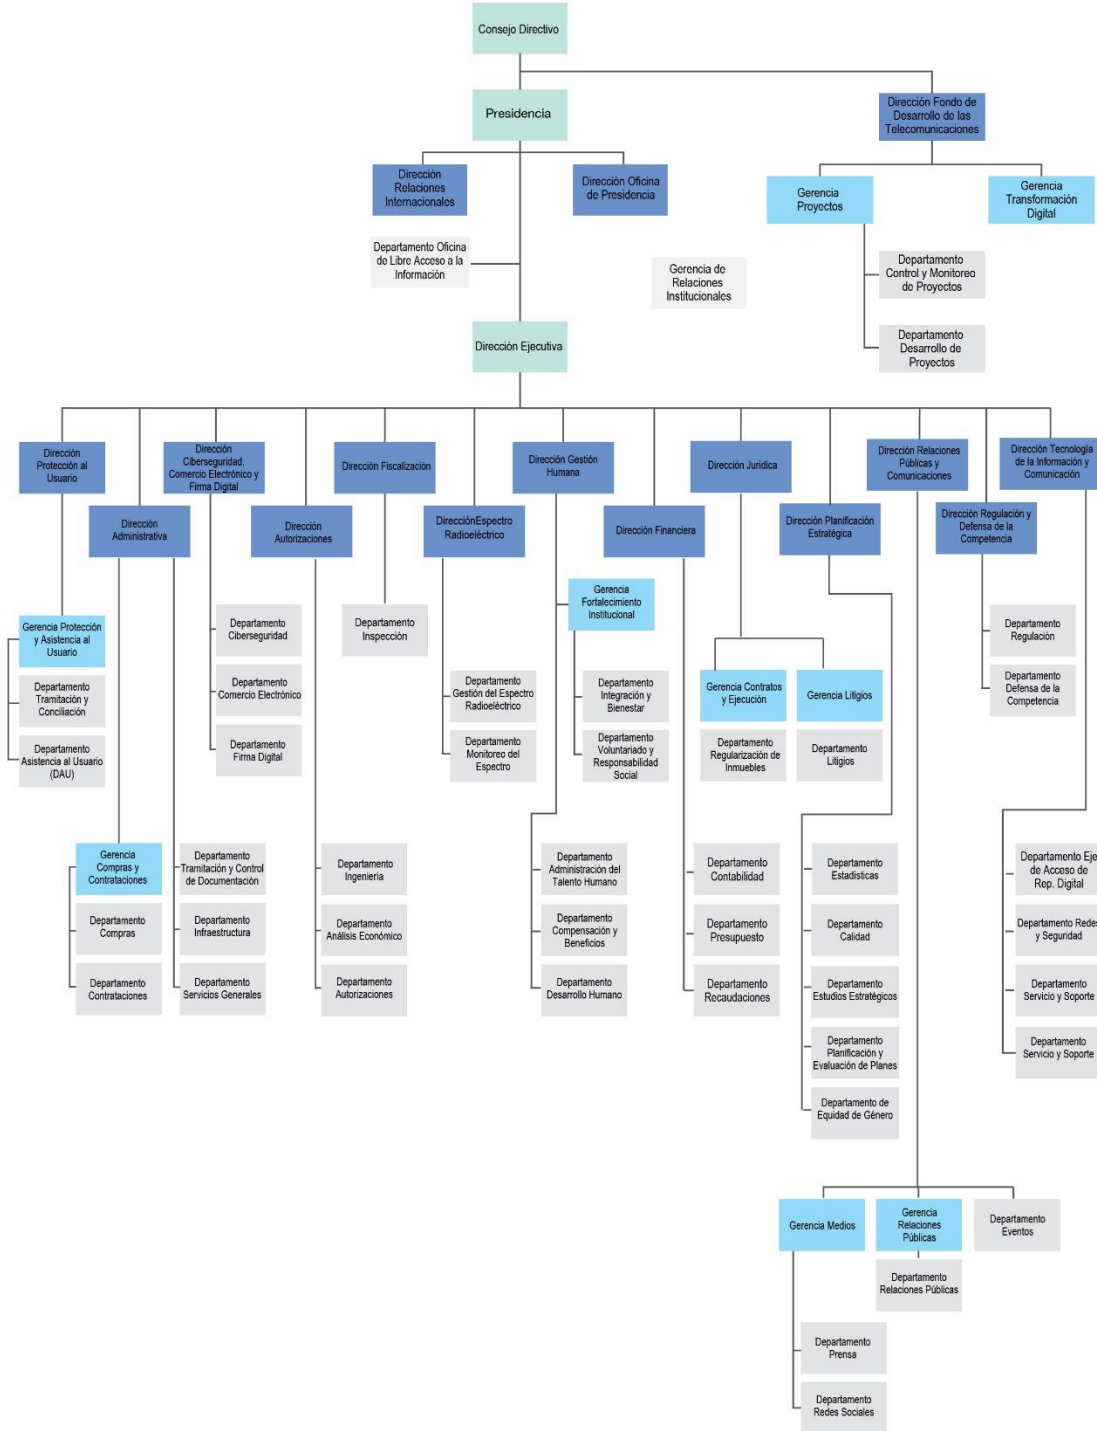 Consejo Directivo
Presidencia
Dirección Fondo de
Desarrollo de las
Telecomunicaciones
Dirección
Relaciones
Internacionales
Dirección Oficina
de Presidencia
Gerencia
Proyectos
Gerencia
Transformación
Digital
Departamento Oficina
de Libre Acceso a la
Información
Gerencia de
Relaciones
Institucionales
Departamento
Control y Monitoreo
de Proyectos
Departamento
Desarrollo de
Proyectos
Dirección Ejecutiva
Dirección
Protección al
Usuario
Dirección
Ciberseguridad,
Comercio Electrónico y
Firma Digital
Dirección Fiscalización
Dirección Gestión
Humana
Dirección Jurídica
Dirección Relaciones
Públicas y
Comunicaciones
Dirección Tecnología
de la Información y
Comunicación
Dirección
Administrativa
Dirección
Autorizaciones
DirecciónEspectro
Radioeléctrico
Dirección Financiera
Dirección Planificación
Estratégica
Dirección Regulación y
Defensa de la
Competencia
Gerencia Protección
y Asistencia al
Usuario
Departamento
Tramitación y
Conciliación
Departamento
Asistencia al Usuario
(DAU)
Departamento
Ciberseguridad
Departamento
Comercio Electrónico
Departamento
Firma Digital
Departamento
Inspección
Departamento
Gestión del Espectro
Radioeléctrico
Departamento
Monitoreo del
Espectro
Gerencia
Fortalecimiento
Institucional
Departamento
Integración y
Bienestar
Departamento
Voluntariado y
Responsabilidad
Social
Gerencia Contratos
y Ejecución
Departamento
Regularización de
Inmuebles
Gerencia Litigios
Departamento
Litigios
Departamento
Regulación
Departamento
Defensa de la
Competencia
Gerencia
Compras y
Contrataciones
Departamento
Compras
Departamento
Contrataciones
Departamento
Tramitación y Control
de Documentación
Departamento
Infraestructura
Departamento
Servicios Generales
Departamento
Ingeniería
Departamento
Análisis Económico
Departamento
Autorizaciones
Departamento
Administración del
Talento Humano
Departamento
Compensación y
Beneficios
Departamento
Desarrollo Humano
Departamento
Contabilidad
Departamento
Presupuesto
Departamento
Recaudaciones
Departamento
Estadísticas
Departamento
Calidad
Departamento
Estudios Estratégicos
Departamento
Planificación y
Evaluación de Planes
Departamento de
Equidad de Género
Departamento Eje
de Acceso de
Rep. Digital
Departamento Redes
y Seguridad
Departamento
Servicio y Soporte
Departamento
Servicio y Soporte
Gerencia Medios
Gerencia
Relaciones
Públicas
Departamento
Eventos
Departamento
Relaciones Públicas
Departamento
Prensa
Departamento
Redes Sociales